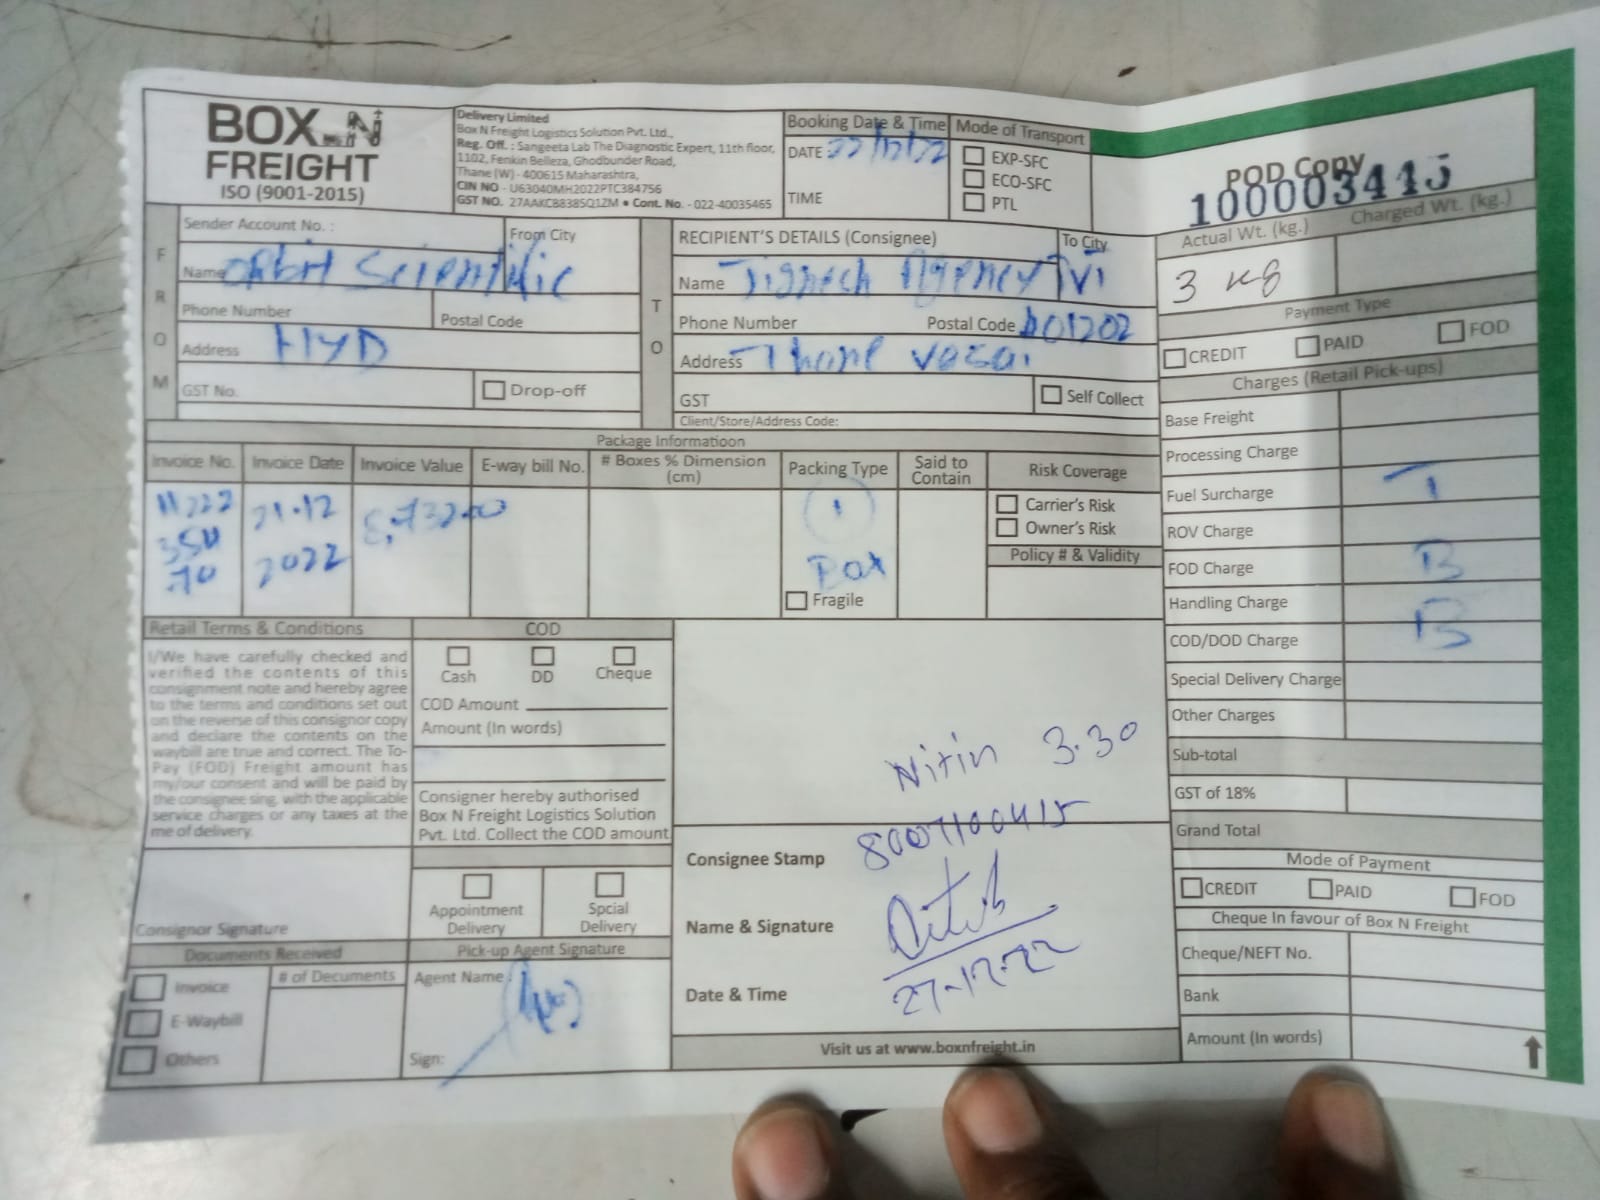 BOX N
FREIGHT
ISO (9001-2015)
Delivery Limited
Box N Freight Logistics Solution Pvt. Ltd.,
Reg. Off. : Sangeeta Lab The Diagnostic Expert, 11th floor,
1102, Fenkin Belleza, Ghodbunder Road,
Thane (W) - 400615 Maharashtra,
CIN NO - U63040MH2022PTC384756
GST NO. 27AAKCB8385Q1ZM • Cont. No. - 022-40035465
Booking Date & Time
DATE 22/12/22
TIME
Mode of Transport
EXP-SFC
ECO-SFC
PTL
POD Copy
100003445
Actual Wt. (kg.) Charged Wt. (kg.)
3 kg
FROM
Sender Account No. :
From City
Name Orbit Scientific
Phone Number
Postal Code
Address HYD
GST No.
Drop-off
TO
RECIPIENT'S DETAILS (Consignee)
To City
Name Jignesh Agency
Phone Number
Postal Code 401202
Address Thane Vasai
GST
Self Collect
Client/Store/Address Code:
Payment Type
CREDIT PAID FOD
Charges (Retail Pick-ups)
Base Freight
Processing Charge
Fuel Surcharge T
ROV Charge
FOD Charge B
Handling Charge
COD/DOD Charge B
Special Delivery Charge
Other Charges
Sub-total
GST of 18%
Grand Total
Mode of Payment
CREDIT PAID FOD
Cheque In favour of Box N Freight
Cheque/NEFT No.
Bank
Amount (In words)
Package Informatioon
Invoice No. Invoice Date Invoice Value E-way bill No. # Boxes % Dimension (cm) Packing Type Said to Contain Risk Coverage
11222 21.12 1
2022 Box
Fragile
Carrier's Risk
Owner's Risk
Policy # & Validity
Retail Terms & Conditions
I/We have carefully checked and
verified the contents of this
consignment note and hereby agree
to the terms and conditions set out
on the reverse of this consignor copy
and declare the contents on the
waybill are true and correct. The To-
Pay (FOD) Freight amount has
my/our consent and will be paid by
the consignee sing, with the applicable
service charges or any taxes at the
me of delivery.
Consignor Signature
COD
Cash DD Cheque
COD Amount
Amount (In words)
Consigner hereby authorised
Box N Freight Logistics Solution
Pvt. Ltd. Collect the COD amount
Appointment Delivery
Spcial Delivery
Documents Received
Invoice
E-Waybill
Others
# of Decuments
Pick-up Agent Signature
Agent Name :
Sign:
Nitin 3.30
8007100415
Consignee Stamp
Name & Signature
Date & Time 27-12-22
Visit us at www.boxnfreight.in